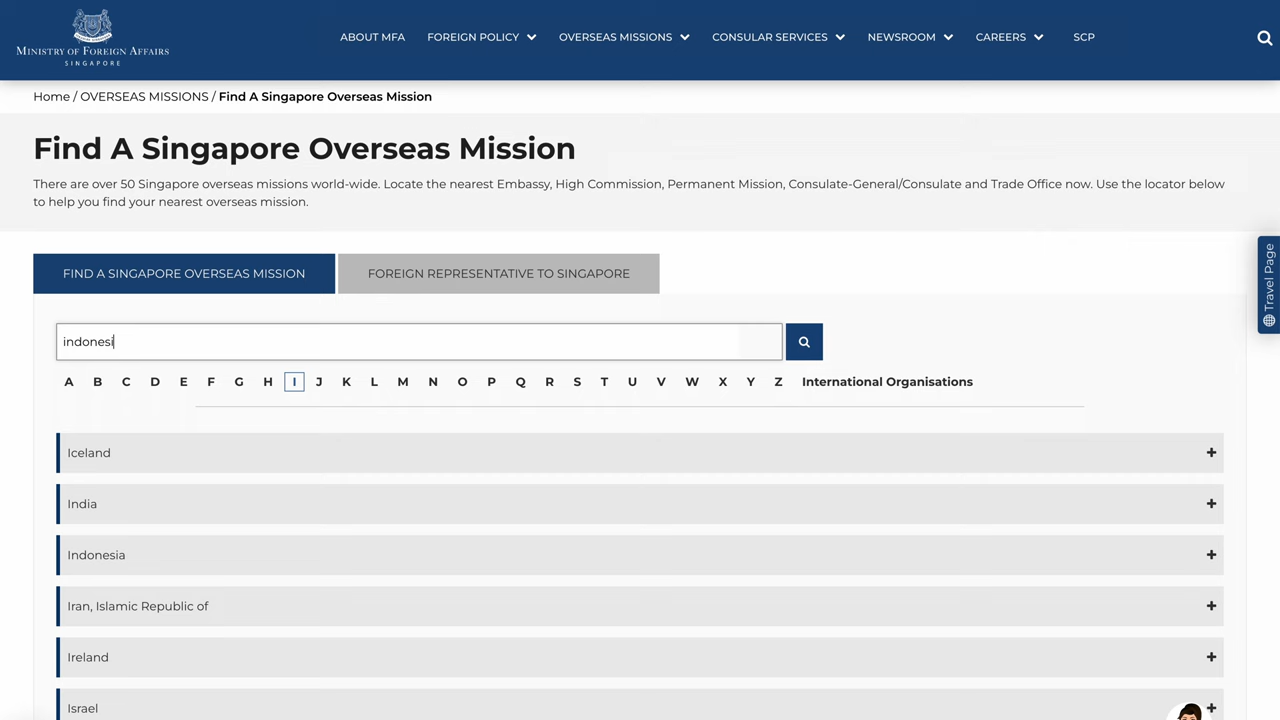 MINISTRY OF FOREIGN AFFAIRS
SINGAPORE
ABOUT MFA
FOREIGN POLICY
OVERSEAS MISSIONS
CONSULAR SERVICES
NEWSROOM
CAREERS
SCP
Home / OVERSEAS MISSIONS / Find A Singapore Overseas Mission
Find A Singapore Overseas Mission
There are over 50 Singapore overseas missions world-wide. Locate the nearest Embassy, High Commission, Permanent Mission, Consulate-General/Consulate and Trade Office now. Use the locator below
to help you find your nearest overseas mission.
Travel Page
FIND A SINGAPORE OVERSEAS MISSION
FOREIGN REPRESENTATIVE TO SINGAPORE
indonesi
A B C D E F G H I J K L M N O P Q R S T U V W X Y Z International Organisations
Iceland
India
Indonesia
Iran, Islamic Republic of
Ireland
Israel